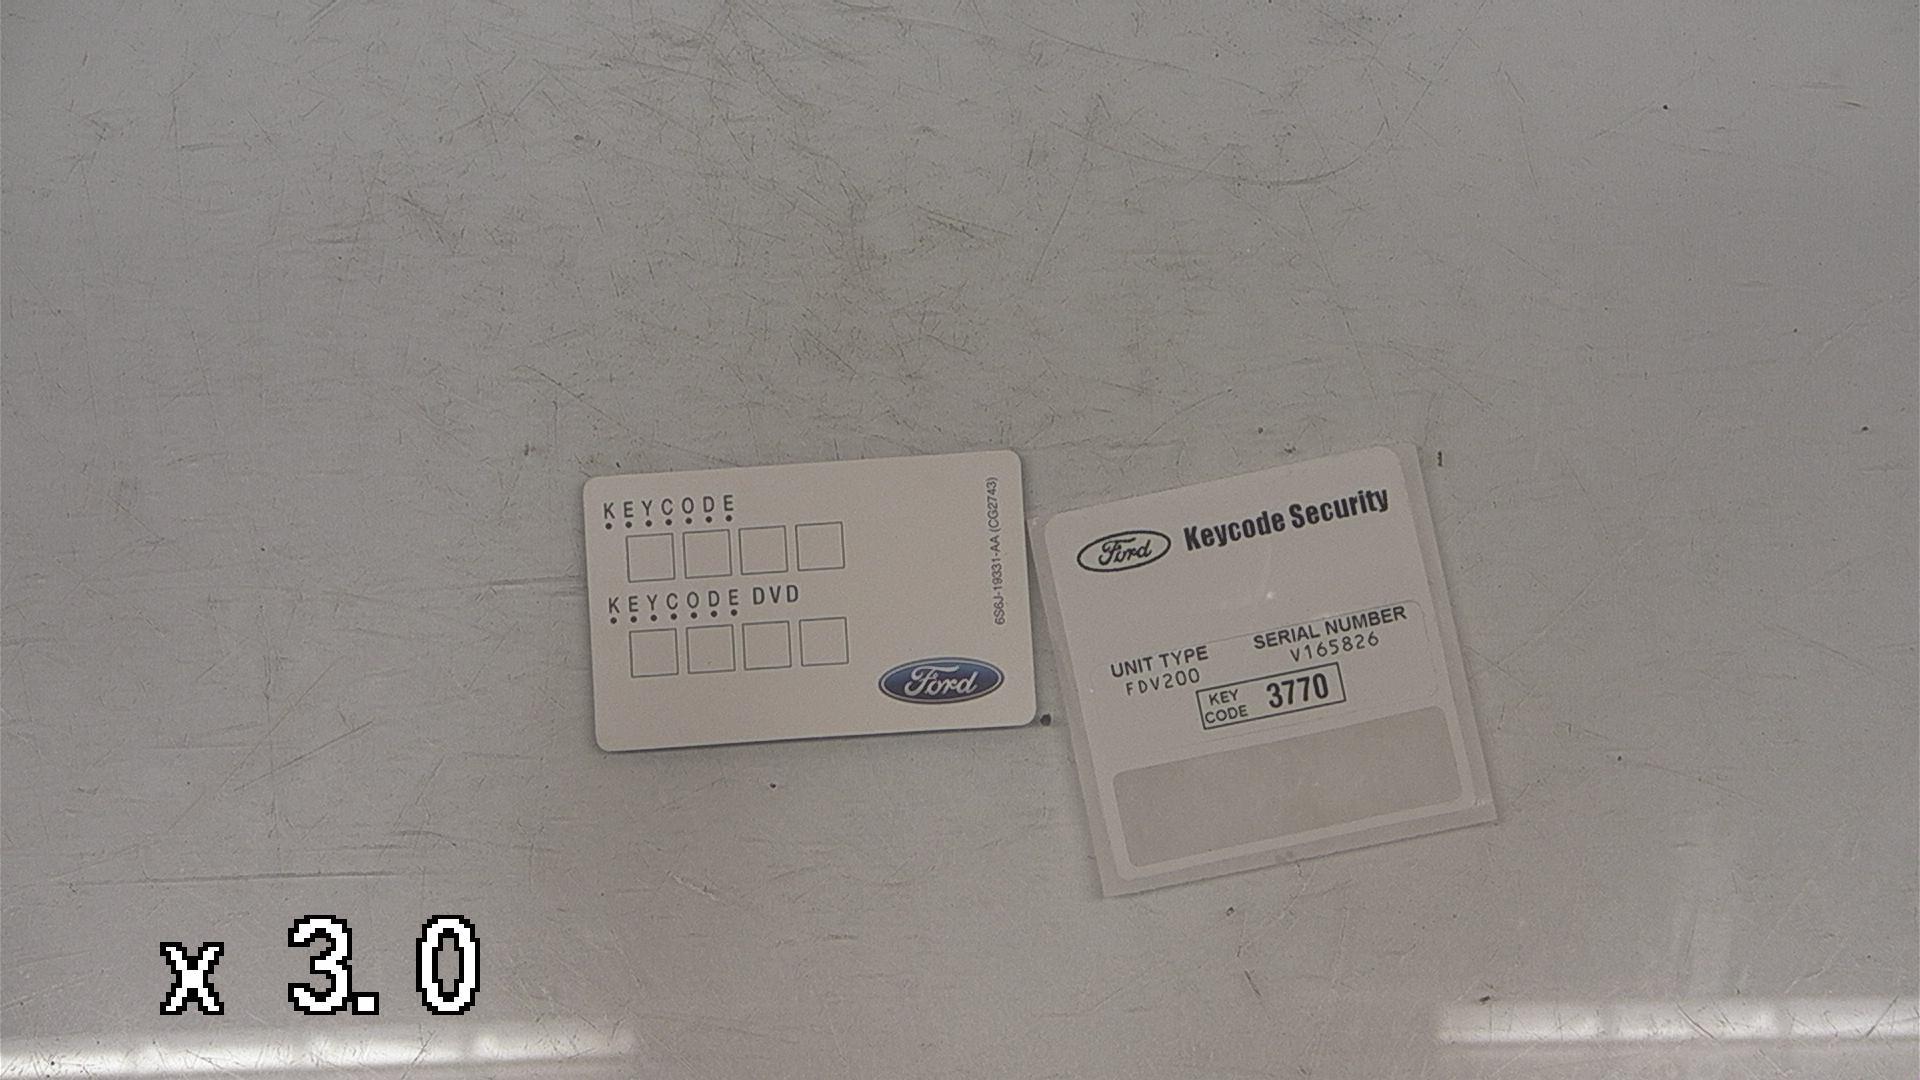 KEYCODE
KEYCODE DVD
6S6J-19331-AA (CG2743)
Ford
Ford Keycode Security
UNIT TYPE SERIAL NUMBER
FDV200 V165826
KEY CODE 3770
x 3.0